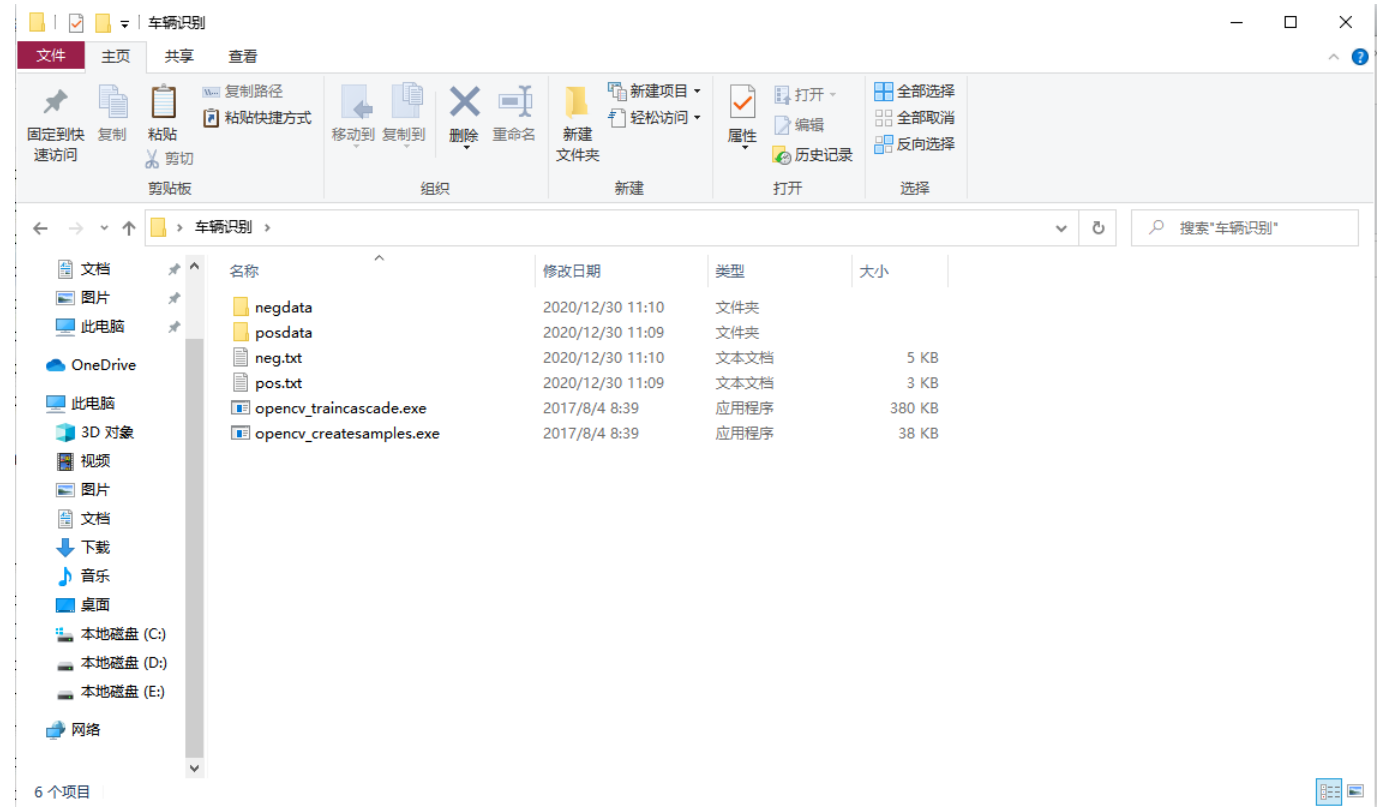 车辆识别
文件 主页 共享 查看
固定到快速访问 复制 粘贴 复制路径 粘贴快捷方式 剪切 移动到 复制到 删除 重命名 新建文件夹 新建项目 轻松访问 属性 打开 编辑 历史记录 全部选择 全部取消 反向选择
剪贴板 组织 新建 打开 选择
车辆识别 搜索"车辆识别"
文档
图片
此电脑
OneDrive
此电脑
3D 对象
视频
图片
文档
下载
音乐
桌面
本地磁盘 (C:)
本地磁盘 (D:)
本地磁盘 (E:)
网络
名称 修改日期 类型 大小
negdata 2020/12/30 11:10 文件夹
posdata 2020/12/30 11:09 文件夹
neg.txt 2020/12/30 11:10 文本文档 5 KB
pos.txt 2020/12/30 11:09 文本文档 3 KB
opencv_traincascade.exe 2017/8/4 8:39 应用程序 380 KB
opencv_createsamples.exe 2017/8/4 8:39 应用程序 38 KB
6 个项目